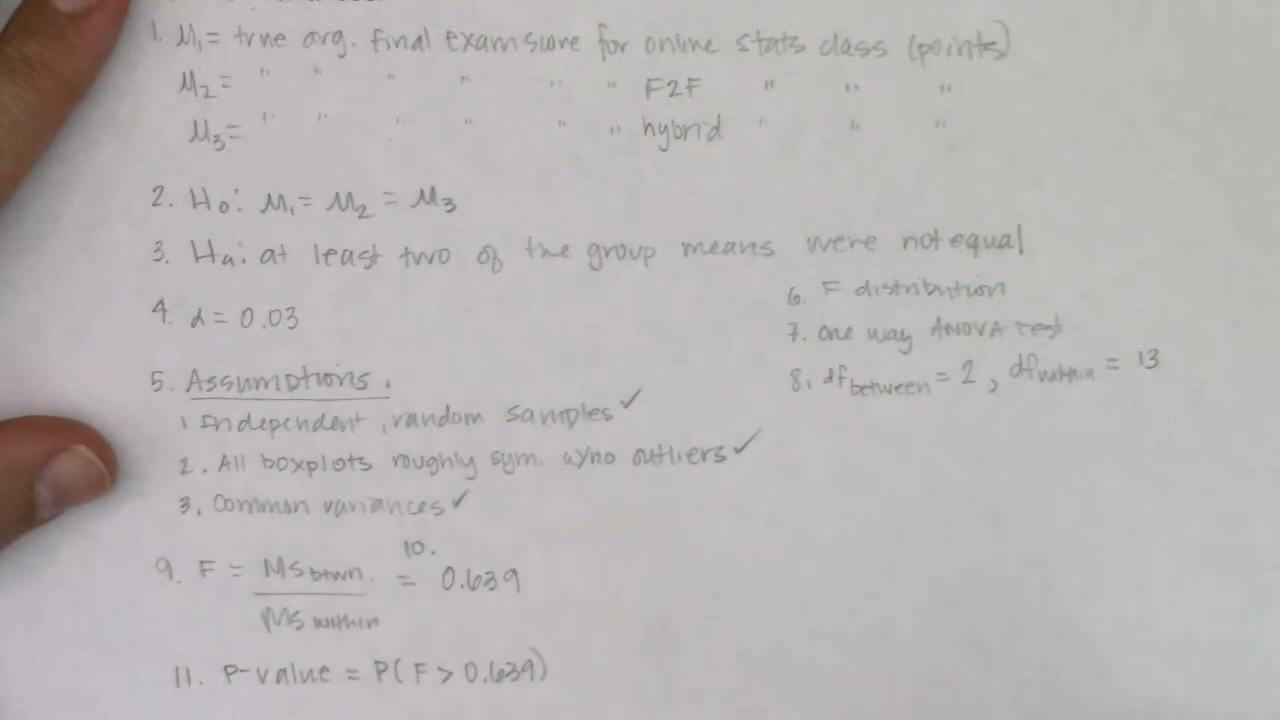 1. μ₁ = true avg. final exam score for online stats class (points)
μ₂ = " " " " " " F2F " " "
μ₃ = " " " " " " hybrid " " "
2. H₀: μ₁ = μ₂ = μ₃
3. Hₐ: at least two of the group means were not equal
4. α = 0.03
5. Assumptions.
1 Independent, random samples ✓
2. All boxplots roughly sym. w/no outliers ✓
3. Common variances ✓
6. F distribution
7. One way ANOVA test
8. df between = 2, df within = 13
10.
9. F = MS btwn. = 0.639
MS within
11. P-value = P(F > 0.639)